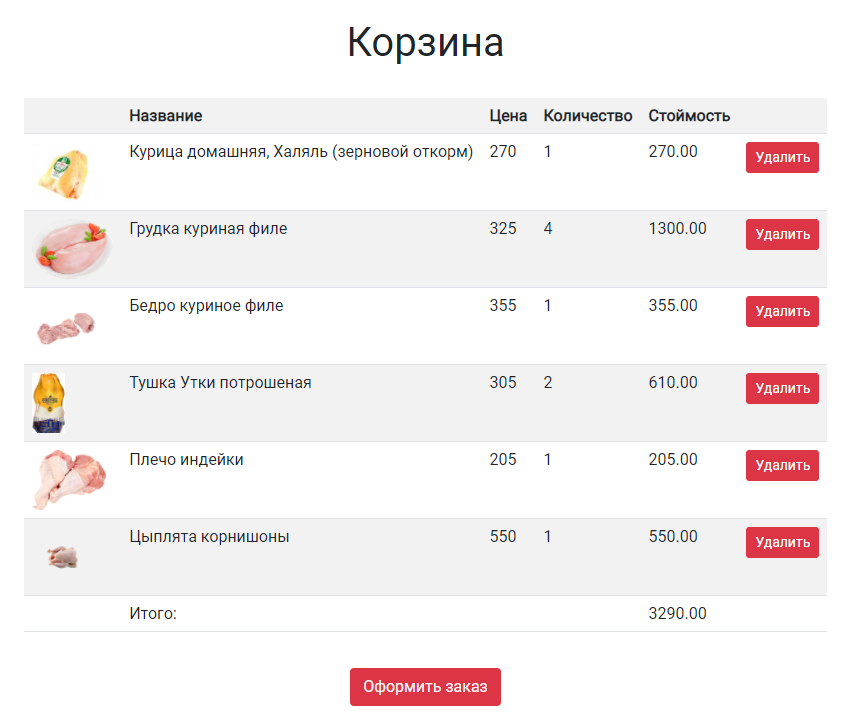 Корзина
Название Цена Количество Стоймость
Курица домашняя, Халяль (зерновой откорм) 270 1 270.00 Удалить
Грудка куриная филе 325 4 1300.00 Удалить
Бедро куриное филе 355 1 355.00 Удалить
Тушка Утки потрошеная 305 2 610.00 Удалить
Плечо индейки 205 1 205.00 Удалить
Цыплята корнишоны 550 1 550.00 Удалить
Итого: 3290.00
Оформить заказ